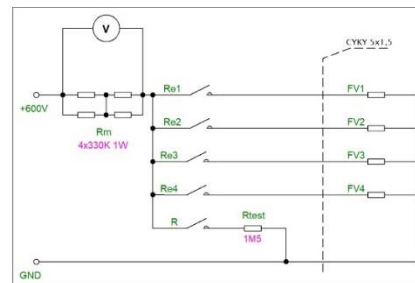 V
CYKY 5x1,5
+600V
Rm
4x330K 1W
Re1
FV1
Re2
FV2
Re3
FV3
Re4
FV4
R
Rtest
1M5
GND